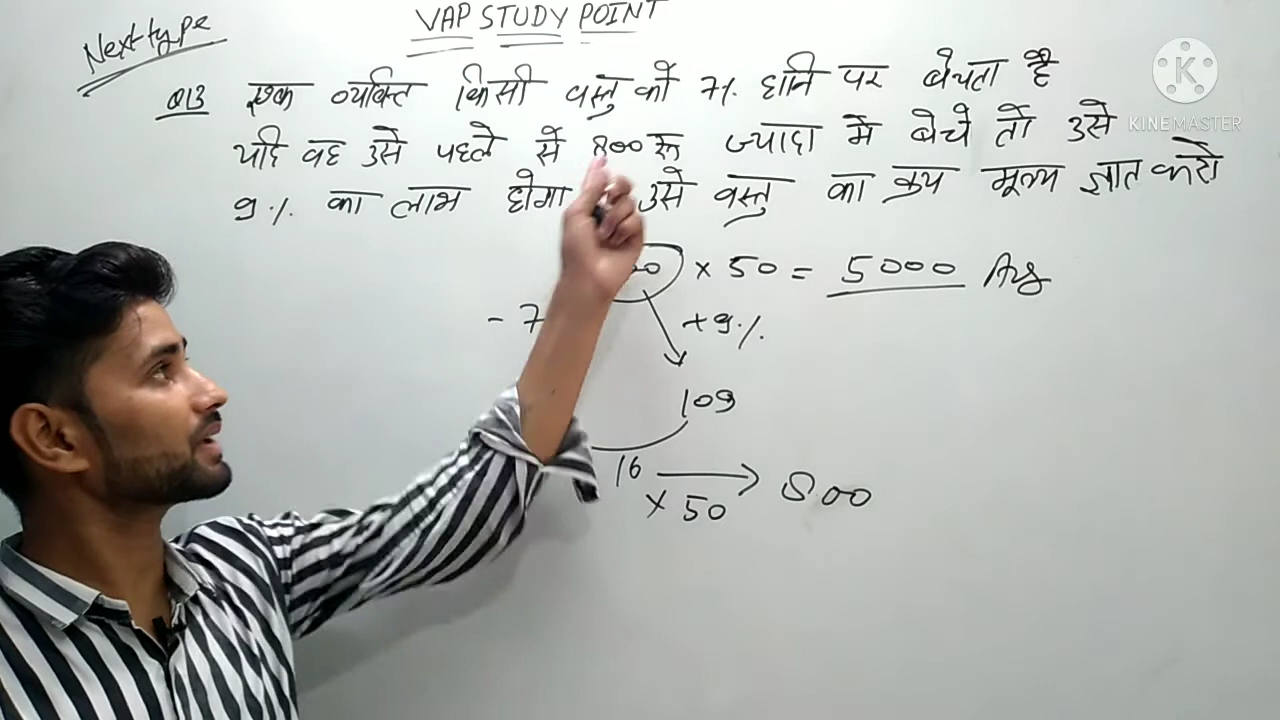 Next type
VAP STUDY POINT
Q13 एक व्यक्ति किसी वस्तु को 7% हानि पर बेचता है
यदि वह उसे पहले से 800 रू ज्यादा में बेचे तो उसे
9% का लाभ होगा उसे वस्तु का क्रय मूल्य ज्ञात करो
× 50 = 5000 Ans
- 7
+9%
109
16 → 800
× 50
K
KINEMASTER